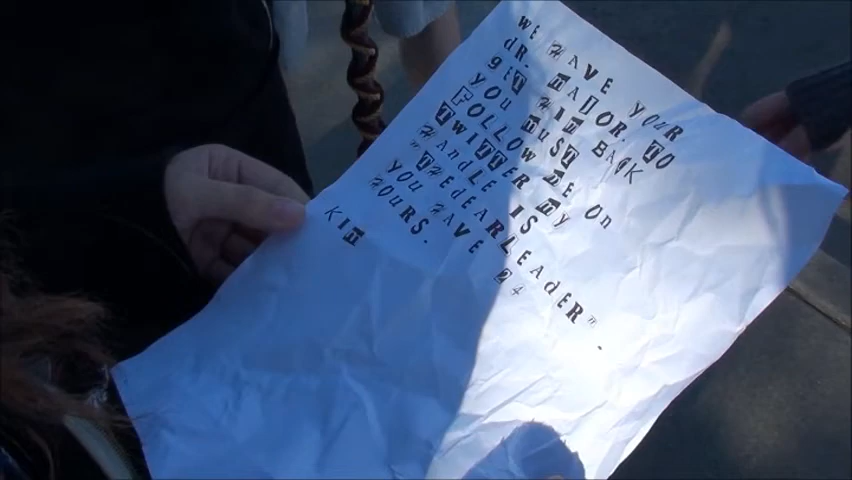 wE HAVE YOuR
dR. MAJOR. TO
gET HIM BACK
YOU MUST
FOLLOW ME On
TWITTER My
HandLE IS
"THEdEARLEadER".
YOU HAVE 24
HOURS.
KIM